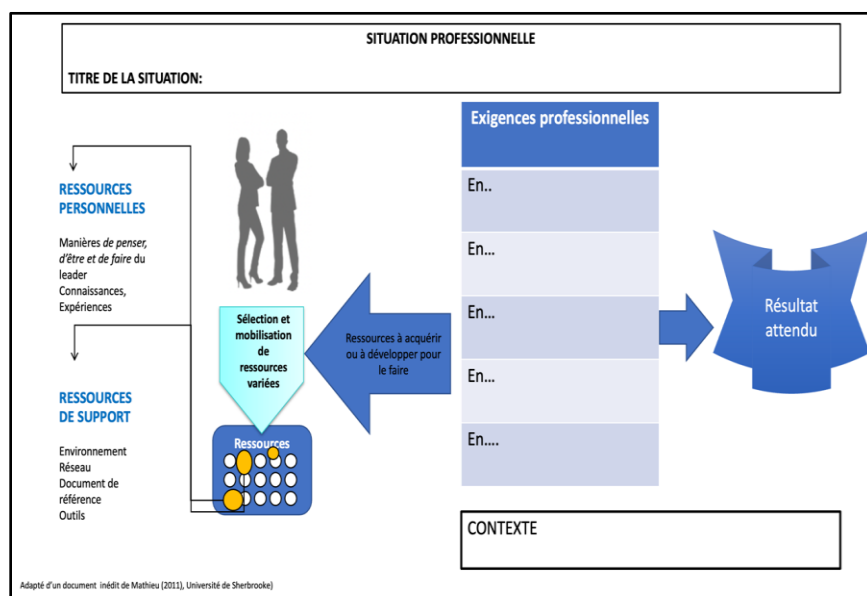 SITUATION PROFESSIONNELLE
TITRE DE LA SITUATION:
RESSOURCES
PERSONNELLES
Manières de penser,
d'être et de faire du
leader
Connaissances,
Expériences
RESSOURCES
DE SUPPORT
Environnement
Réseau
Document de
référence
Outils
Sélection et
mobilisation
de
ressources
variées
Ressources
Ressources à acquérir
ou à développer pour
le faire
Exigences professionnelles
En..
En...
En...
En...
En....
Résultat
attendu
CONTEXTE
Adapté d'un document inédit de Mathieu (2011), Université de Sherbrooke)